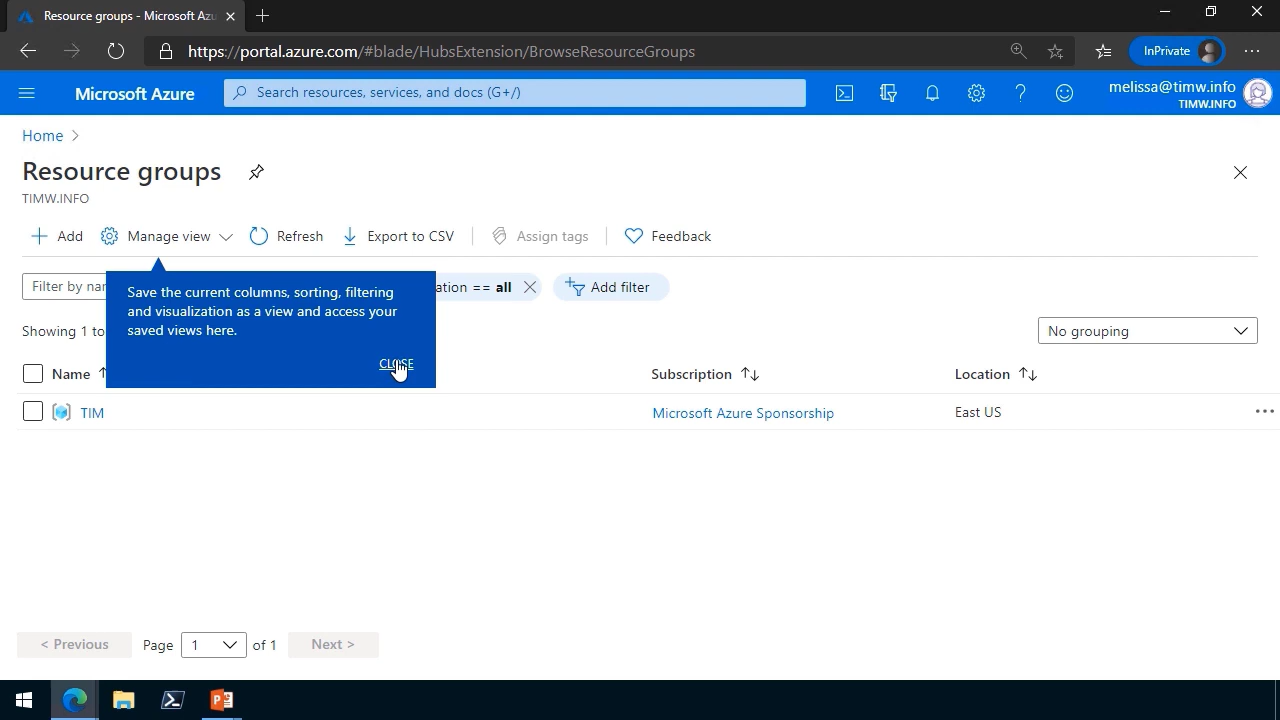 Resource groups - Microsoft Azu
https://portal.azure.com/#blade/HubsExtension/BrowseResourceGroups
InPrivate
Microsoft Azure
Search resources, services, and docs (G+/)
melissa@timw.info
TIMW.INFO
Home
Resource groups
TIMW.INFO
Add
Manage view
Refresh
Export to CSV
Assign tags
Feedback
Filter by nam
Save the current columns, sorting, filtering
and visualization as a view and access your
saved views here.
CLOSE
ation == all
Add filter
Showing 1 to
No grouping
Name
Subscription
Location
TIM
Microsoft Azure Sponsorship
East US
< Previous
Page 1 of 1
Next >